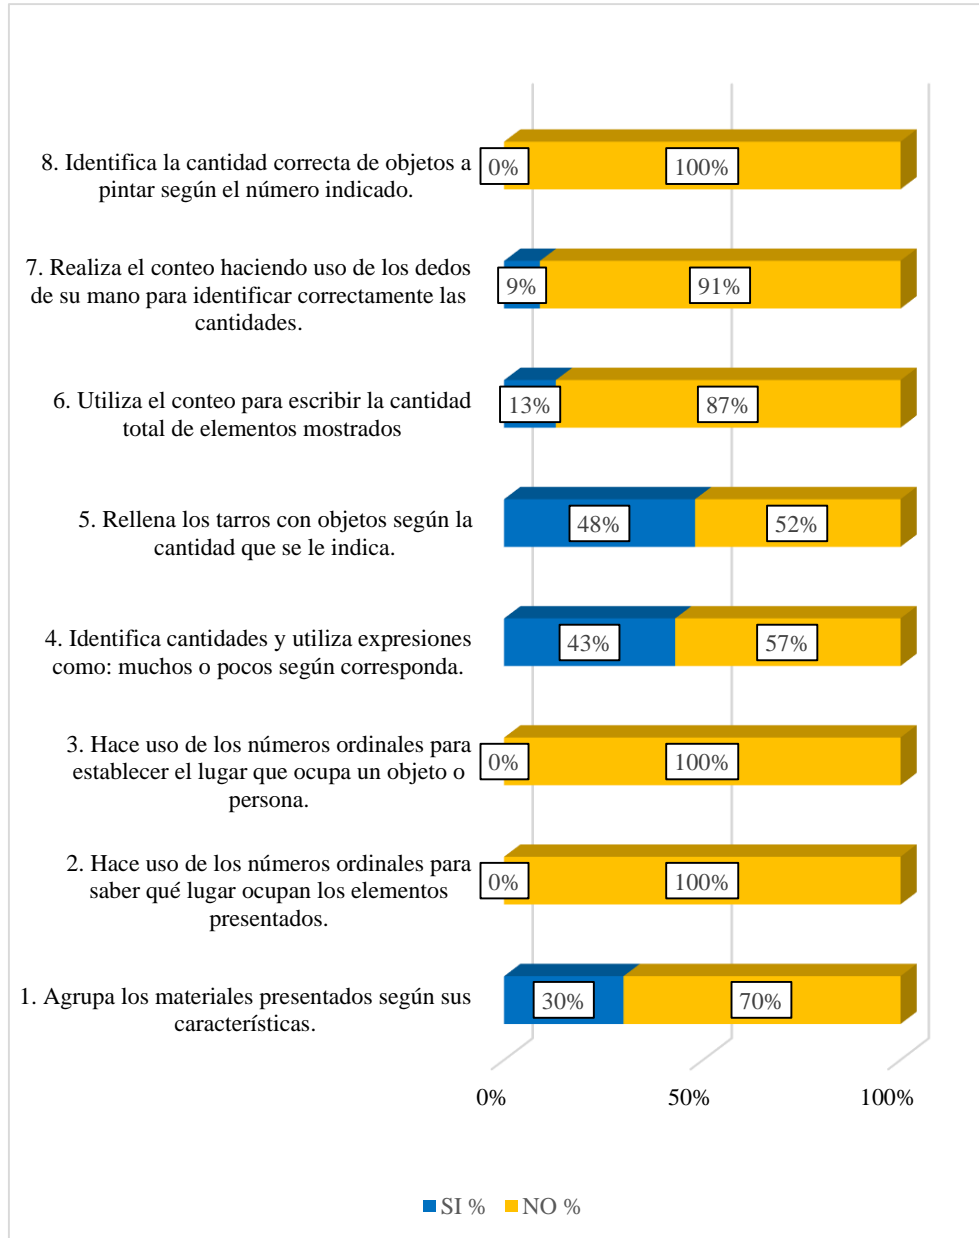 8. Identifica la cantidad correcta de objetos a
pintar según el número indicado.
0%
100%
7. Realiza el conteo haciendo uso de los dedos
de su mano para identificar correctamente las
cantidades.
9%
91%
6. Utiliza el conteo para escribir la cantidad
total de elementos mostrados
13%
87%
5. Rellena los tarros con objetos según la
cantidad que se le indica.
48%
52%
4. Identifica cantidades y utiliza expresiones
como: muchos o pocos según corresponda.
43%
57%
3. Hace uso de los números ordinales para
establecer el lugar que ocupa un objeto o
persona.
0%
100%
2. Hace uso de los números ordinales para
saber qué lugar ocupan los elementos
presentados.
0%
100%
1. Agrupa los materiales presentados según sus
características.
30%
70%
0% 50% 100%
SI % NO %